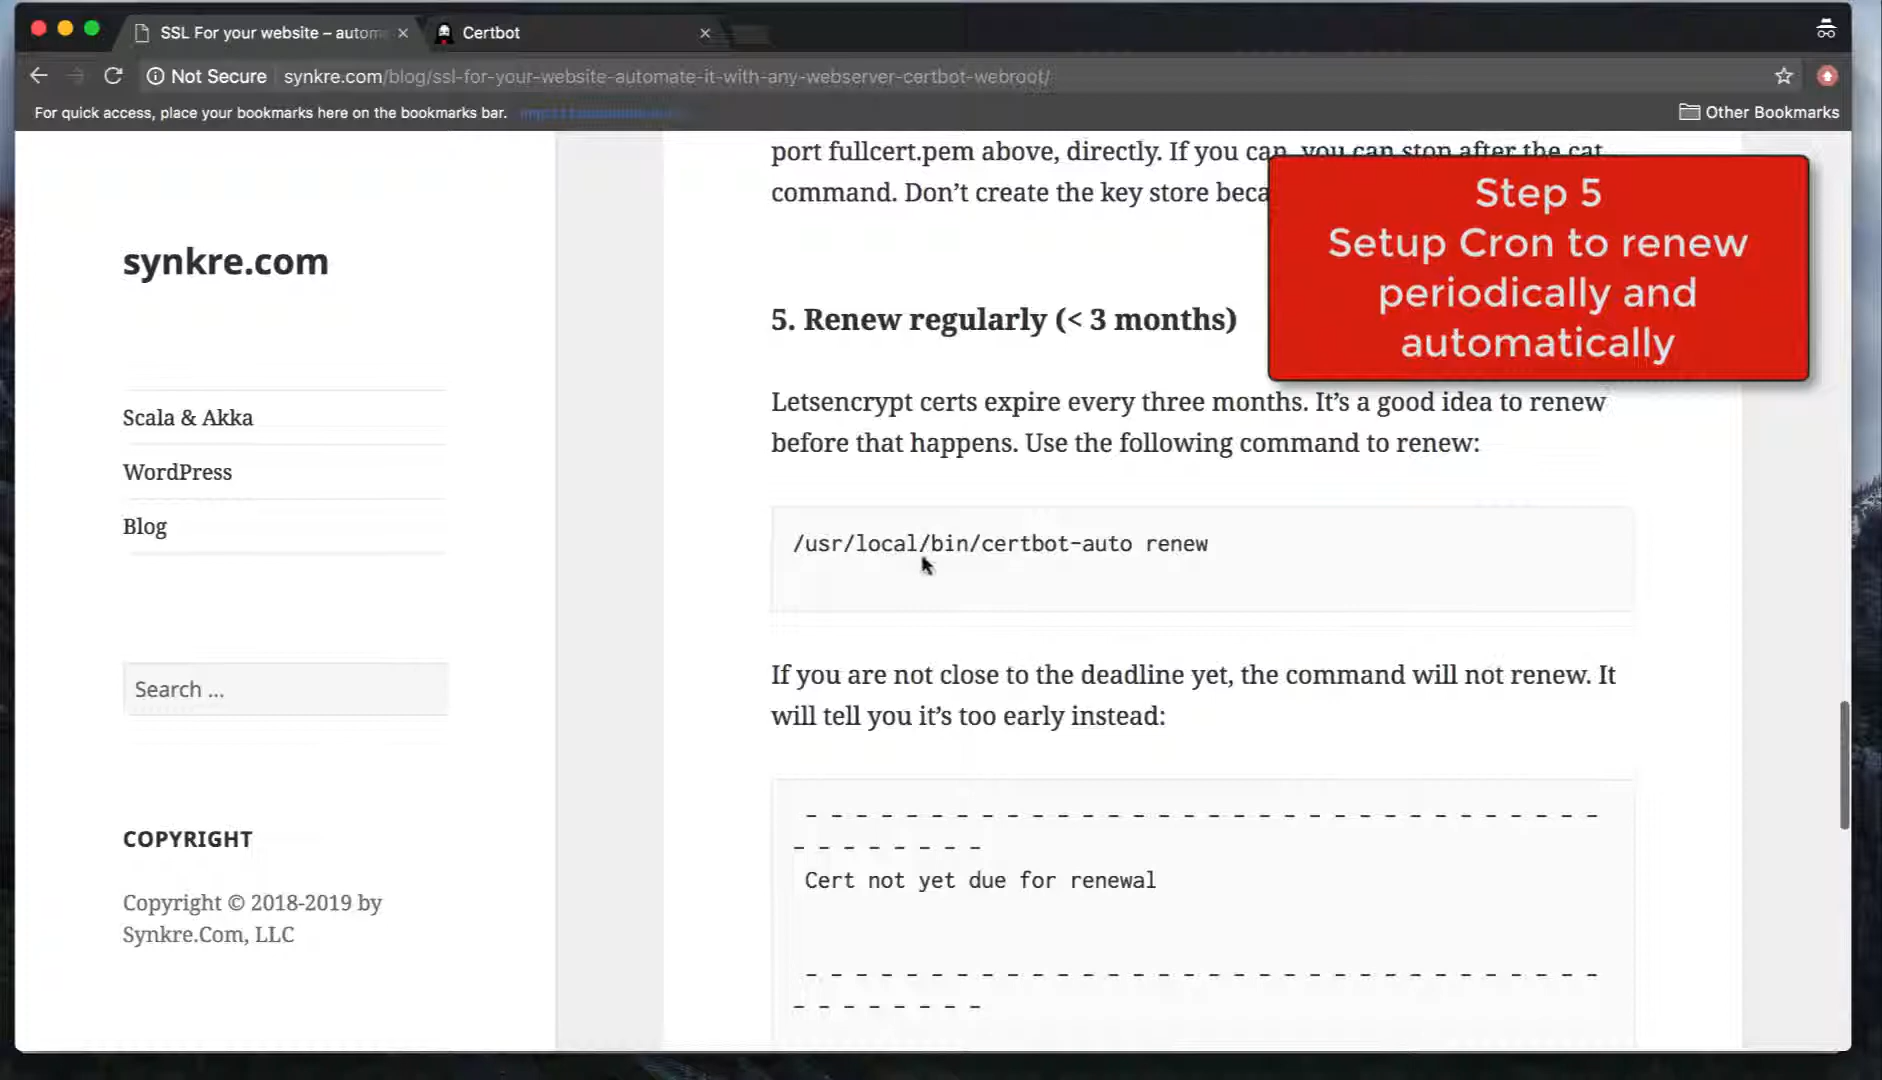 SSL For your website – autom
Certbot
Not Secure synkre.com/blog/ssl-for-your-website-automate-it-with-any-webserver-certbot-webroot/
For quick access, place your bookmarks here on the bookmarks bar.
Other Bookmarks
synkre.com
Scala & Akka
WordPress
Blog
Search ...
COPYRIGHT
Copyright © 2018-2019 by
Synkre.Com, LLC
port fullcert.pem above, directly. If you can, you can stop after the cat
command. Don’t create the key store beca
5. Renew regularly (< 3 months)
Letsencrypt certs expire every three months. It’s a good idea to renew
before that happens. Use the following command to renew:
/usr/local/bin/certbot-auto renew
If you are not close to the deadline yet, the command will not renew. It
will tell you it’s too early instead:
- - - - - - - - - - - - - - - - - - - - - - - - - - - - - - - -
- - - - - - - -
Cert not yet due for renewal
- - - - - - - - - - - - - - - - - - - - - - - - - - - - - - - -
- - - - - - - -
Step 5
Setup Cron to renew
periodically and
automatically